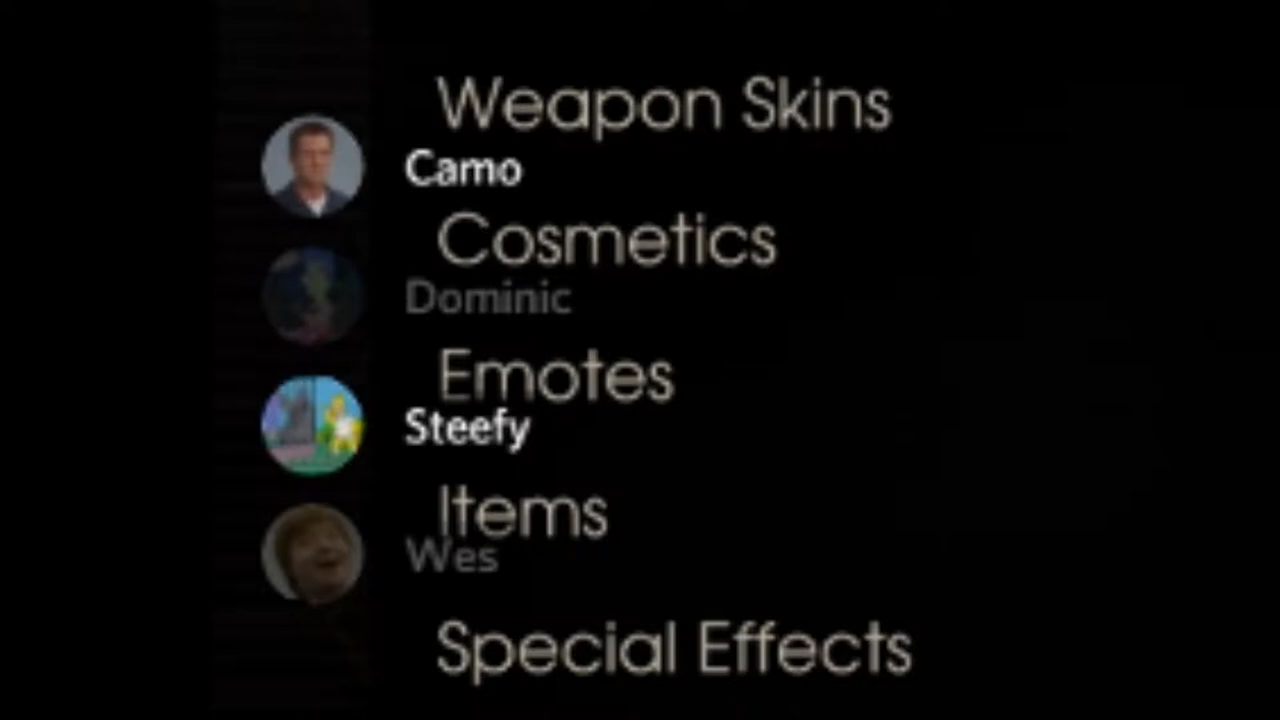 Weapon Skins
Camo
Cosmetics
Dominic
Emotes
Steefy
Items
Wes
Special Effects